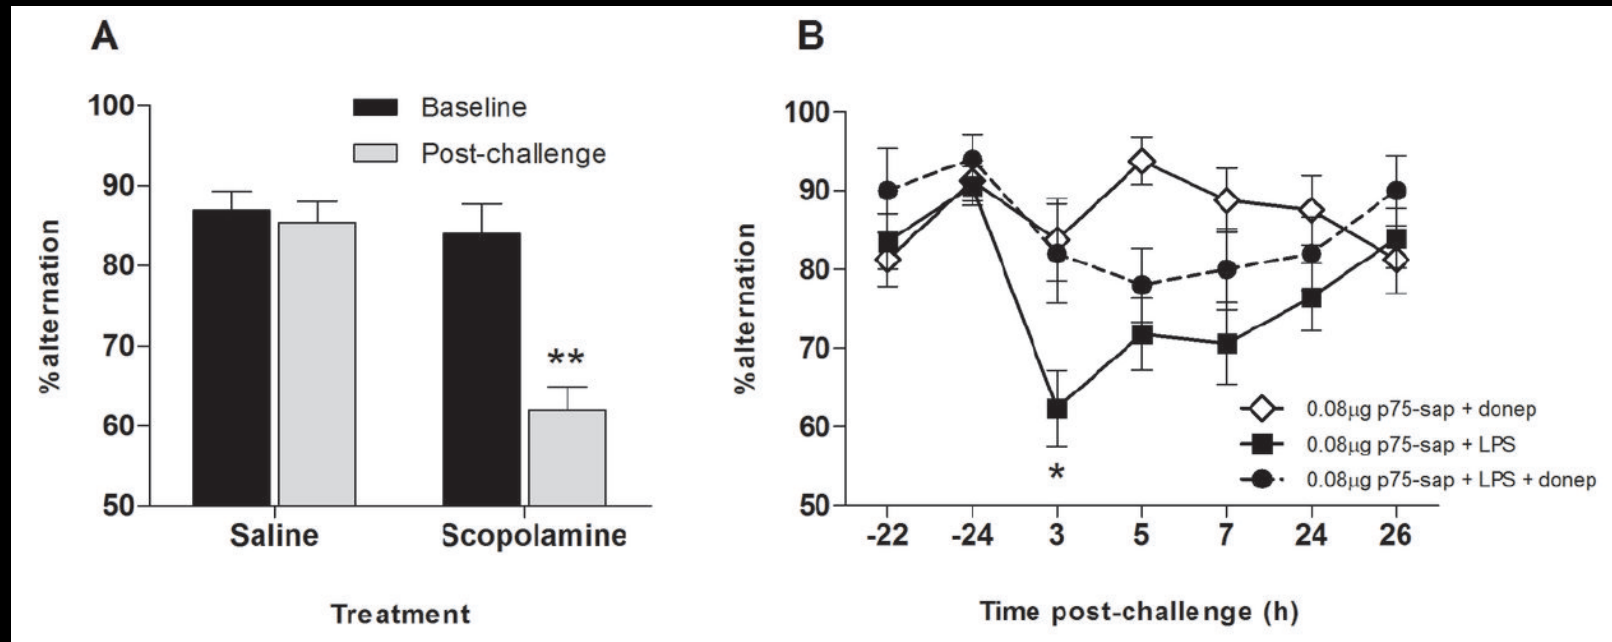 A
100
90
80
70
60
50
%alternation
Baseline
Post-challenge
**
Saline
Scopolamine
Treatment
B
100
90
80
70
60
50
%alternation
*
0.08μg p75-sap + donep
0.08μg p75-sap + LPS
0.08μg p75-sap + LPS + donep
-22 -24 3 5 7 24 26
Time post-challenge (h)